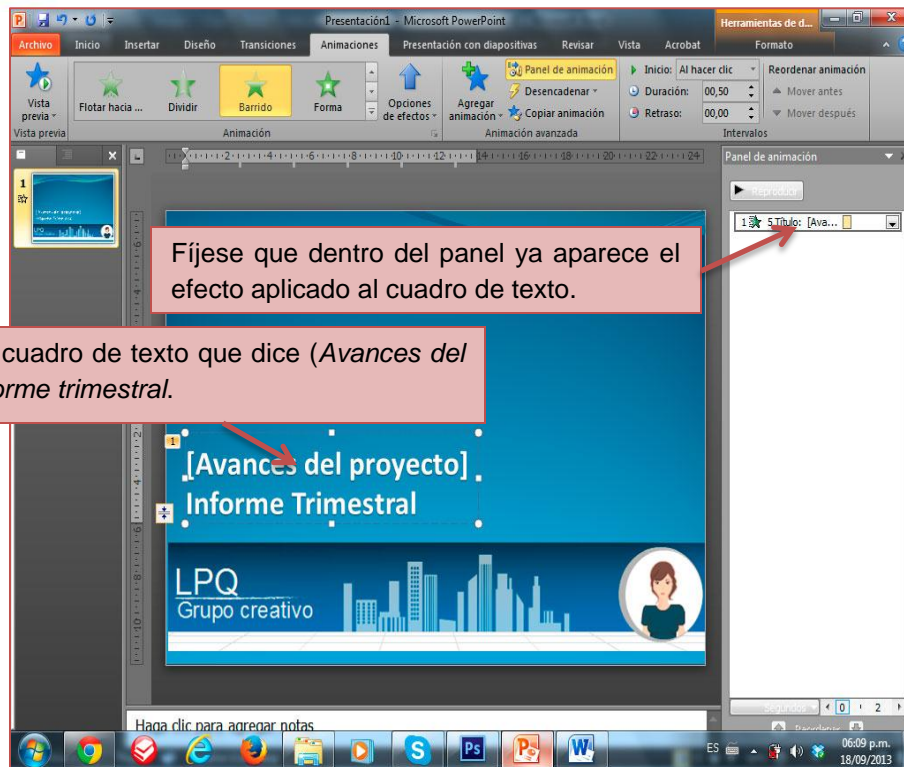 Presentación1 - Microsoft PowerPoint
Herramientas de d...
Archivo Inicio Insertar Diseño Transiciones Animaciones Presentación con diapositivas Revisar Vista Acrobat Formato
Vista previa
Flotar hacia ...
Dividir
Barrido
Forma
Opciones de efectos
Agregar animación
Panel de animación
Desencadenar
Copiar animación
Inicio: Al hacer clic
Duración: 00,50
Retraso: 00,00
Reordenar animación
Mover antes
Mover después
Vista previa
Animación
Animación avanzada
Intervalos
Panel de animación
Reproducir
1 5 Título: [Ava...
1
Fíjese que dentro del panel ya aparece el
efecto aplicado al cuadro de texto.
cuadro de texto que dice (Avances del
orme trimestral.
1
[Avances del proyecto]
Informe Trimestral
LPQ
Grupo creativo
Segundos 0 2
Reordenar
Haga clic para agregar notas
ES
06:09 p.m.
18/09/2013